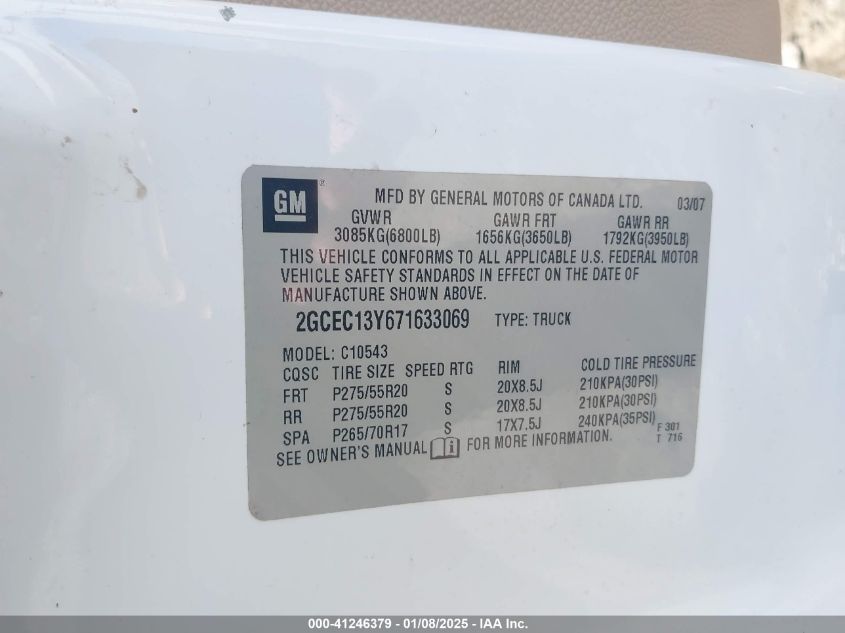 GM ®
MFD BY GENERAL MOTORS OF CANADA LTD. 03/07
GVWR GAWR FRT GAWR RR
3085KG(6800LB) 1656KG(3650LB) 1792KG(3950LB)
THIS VEHICLE CONFORMS TO ALL APPLICABLE U.S. FEDERAL MOTOR
VEHICLE SAFETY STANDARDS IN EFFECT ON THE DATE OF
MANUFACTURE SHOWN ABOVE.
2GCEC13Y671633069 TYPE: TRUCK
MODEL: C10543
CQSC TIRE SIZE SPEED RTG RIM COLD TIRE PRESSURE
FRT P275/55R20 S 20X8.5J 210KPA(30PSI)
RR P275/55R20 S 20X8.5J 210KPA(30PSI)
SPA P265/70R17 S 17X7.5J 240KPA(35PSI) F 301
SEE OWNER'S MANUAL i FOR MORE INFORMATION. T 716
000-41246379 — 01/08/2025 — IAA Inc.